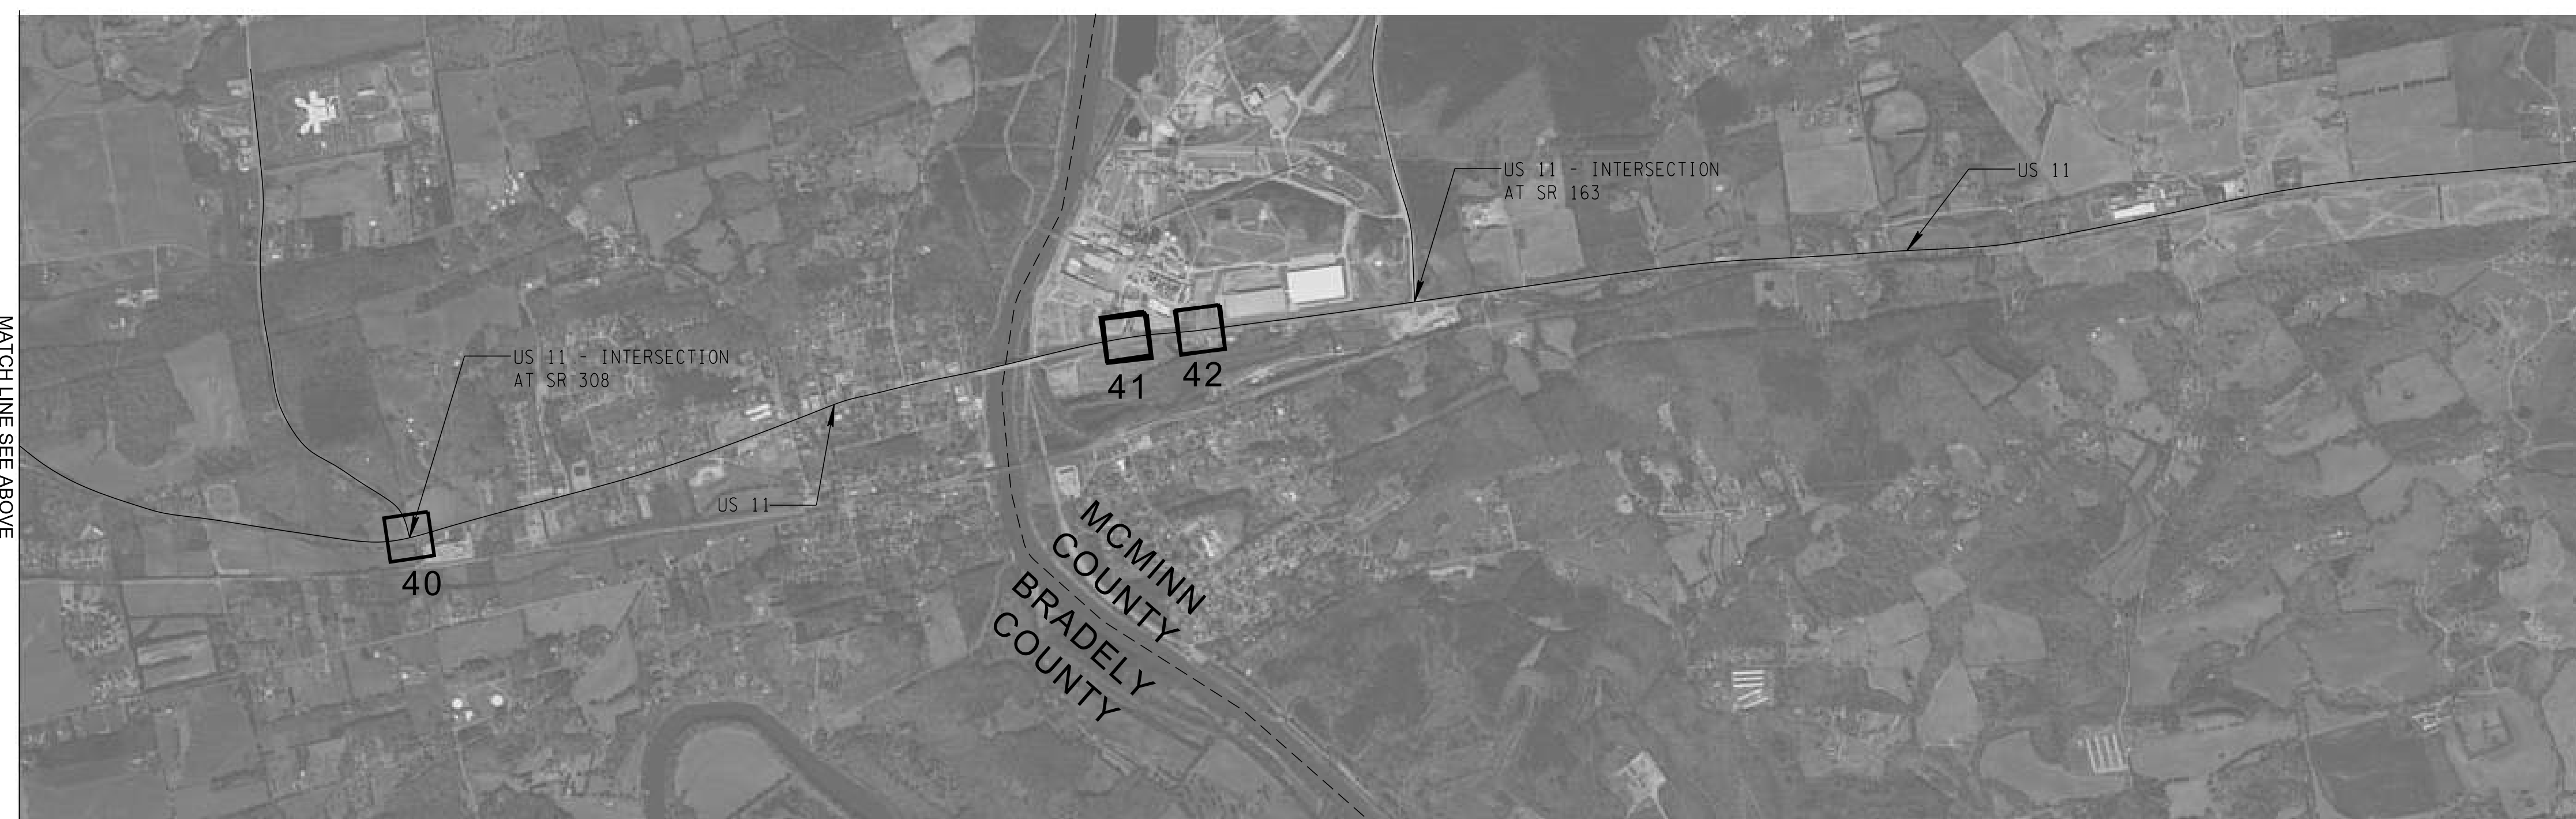 US 11 - INTERSECTION
AT SR 163
US 11
MATCH LINE SEE ABOVE
US 11 - INTERSECTION
AT SR 308
41
42
US 11
40
MCMINN
COUNTY
BRADELY
COUNTY